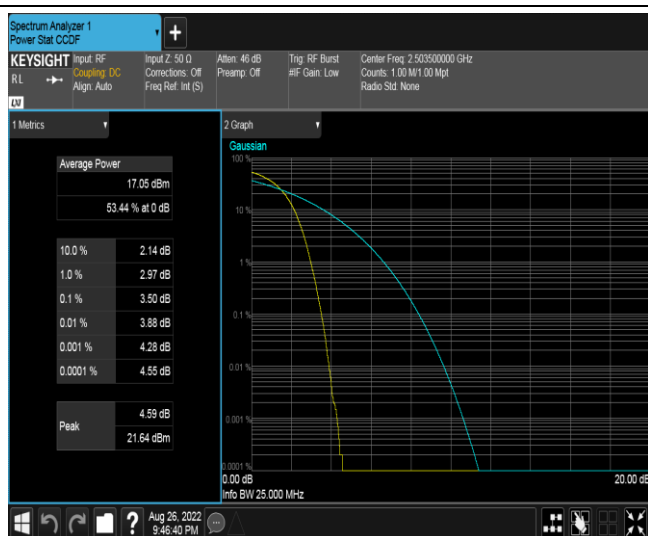 Spectrum Analyzer 1
Power Stat CCDF
+
KEYSIGHT
RL
LXI
Input: RF
Coupling: DC
Align: Auto
Input Z: 50 Ω
Corrections: Off
Freq Ref: Int (S)
Atten: 46 dB
Preamp: Off
Trig: RF Burst
#IF Gain: Low
Center Freq: 2.503500000 GHz
Counts: 1.00 M/1.00 Mpt
Radio Std: None
1 Metrics
Average Power
17.05 dBm
53.44 % at 0 dB
10.0 % 2.14 dB
1.0 % 2.97 dB
0.1 % 3.50 dB
0.01 % 3.88 dB
0.001 % 4.28 dB
0.0001 % 4.55 dB
Peak
4.59 dB
21.64 dBm
2 Graph
Gaussian
100 %
10 %
1 %
0.1 %
0.01 %
0.001 %
0.0001 %
0.00 dB
20.00 dB
Info BW 25.000 MHz
?
Aug 26, 2022
9:46:40 PM